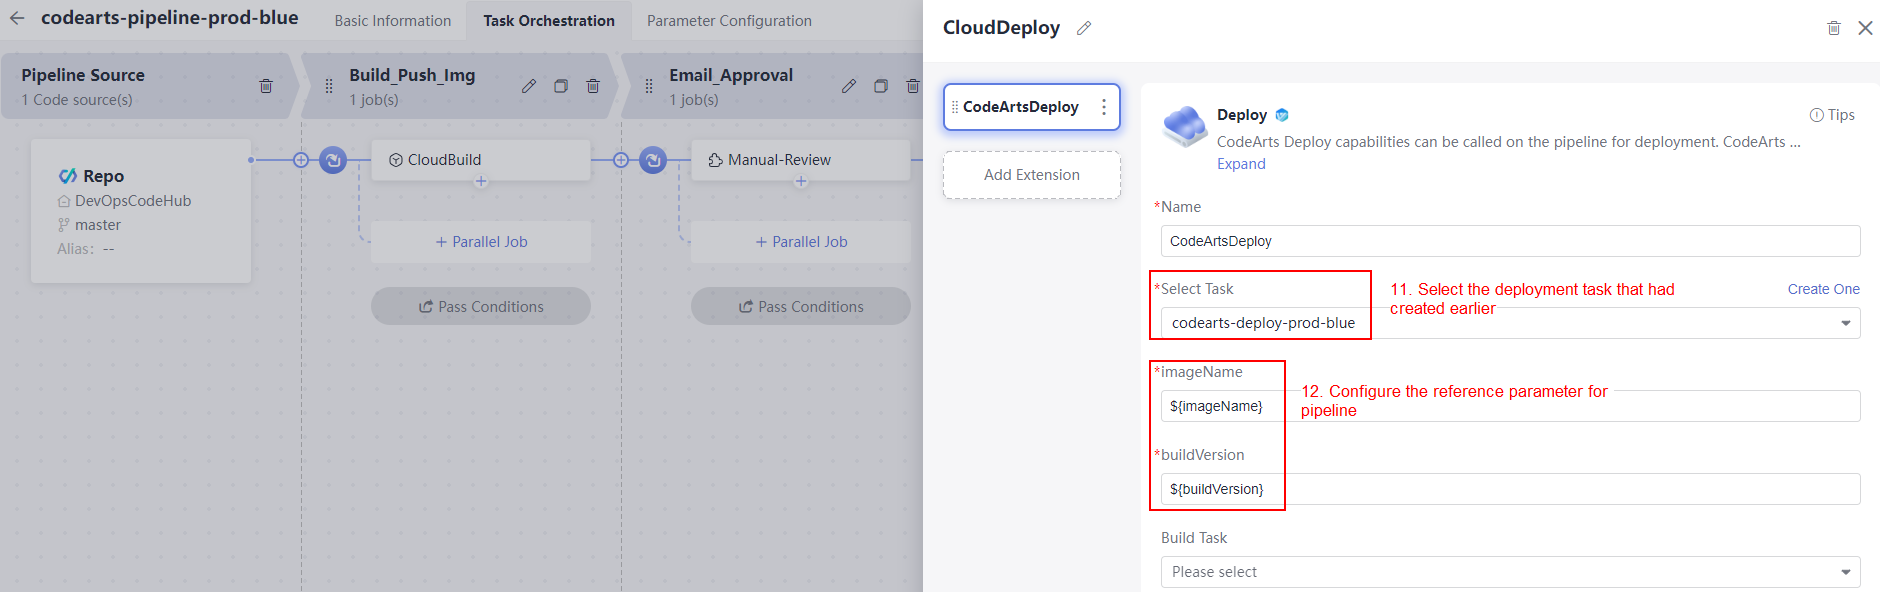 codearts-pipeline-prod-blue
Basic Information
Task Orchestration
Parameter Configuration
Pipeline Source
1 Code source(s)
Build_Push_Img
1 job(s)
Email_Approval
1 job(s)
Repo
DevOpsCodeHub
master
Alias: --
CloudBuild
+ Parallel Job
Pass Conditions
Manual-Review
+ Parallel Job
Pass Conditions
CloudDeploy
CodeArtsDeploy
Add Extension
Deploy
Tips
CodeArts Deploy capabilities can be called on the pipeline for deployment. CodeArts ...
Expand
*Name
CodeArtsDeploy
*Select Task
Create One
codearts-deploy-prod-blue
11. Select the deployment task that had
created earlier
*imageName
${imageName}
12. Configure the reference parameter for
pipeline
*buildVersion
${buildVersion}
Build Task
Please select